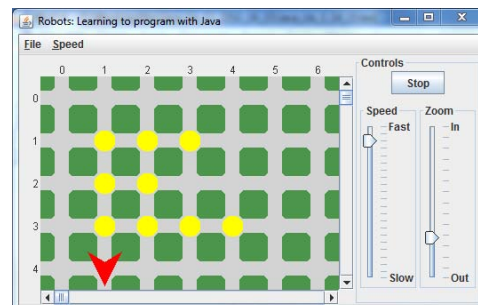 Robots: Learning to program with Java
File Speed
0 1 2 3 4 5 6
0
1
2
3
4
Controls
Stop
Speed Zoom
Fast In
Slow Out